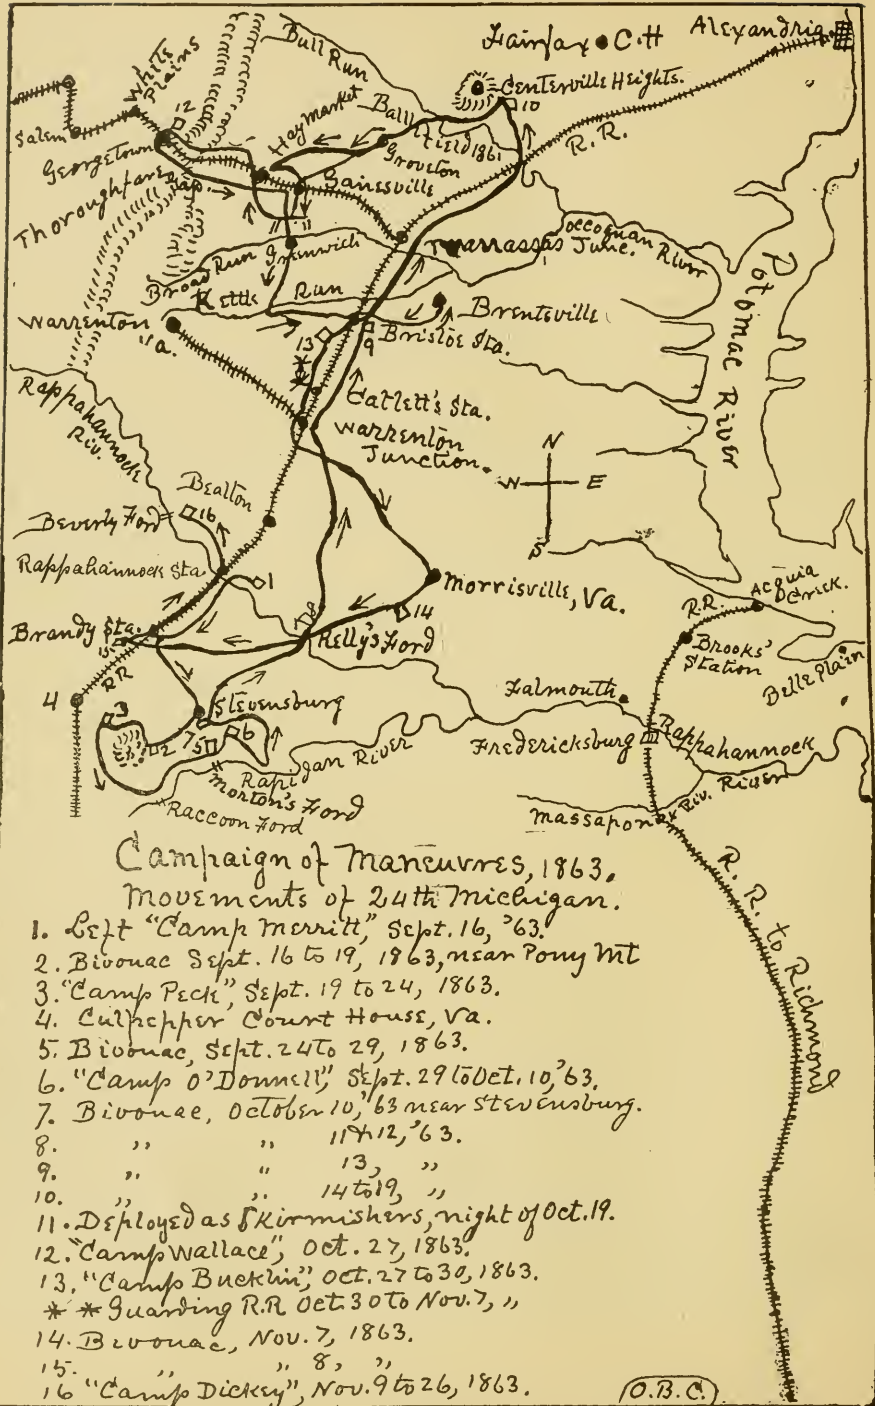 Fairfax C.H
Alexandria
Bull Run
White
Plains
Centerville Heights.
12
10
Salem
HayMarket
Ball
Field 1861
R.R.
Georgetown
Groveton
Gainesville
Thoroughfare
Gap.
11 11
Occoquan
River
Manassas
Junc.
Broad Run
Greenwich
Potomac River
Kettle Run
Brentsville
Warrenton
Va.
13
9
Bristoe Sta.
Rappahannock
Riv.
Catlett's Sta.
Warrenton
Junction.
N
W E
S
Bealton
Beverly Ford
16
Rappahannock Sta.
1
Morrisville, Va.
Acquia
Creek.
R.R.
14
8
Brandy Sta.
15
Kelly's Ford
Brooks'
Station
Belle Plain
RR
4
Stevensburg
Falmouth
3
2
7
5
6
Fredericksburg
Rappahannock
River
Rapidan River
Morton's Ford
Raccoon Ford
Massaponax Riv.
R. R. to Richmond
Campaign of Manœuvres, 1863.
Movements of 24th Michigan.
1. Left "Camp Merritt," Sept. 16, '63.
2. Bivouac Sept. 16 to 19, 1863, near Pony Mt
3. "Camp Peck", Sept. 19 to 24, 1863.
4. Culpepper Court House, Va.
5. Bivouac, Sept. 24 to 29, 1863.
6. "Camp O'Donnell", Sept. 29 to Oct. 10, '63.
7. Bivouac, October 10, '63 near Stevensburg.
8. ,, ,, 11 & 12, '63.
9. ,, ,, 13, ,,
10. ,, ,, 14 to 19, ,,
11. Deployed as Skirmishers, night of Oct. 19.
12. "Camp Wallace", Oct. 27, 1863.
13. "Camp Bucklin", Oct. 27 to 30, 1863.
* * Guarding R.R Oct. 30 to Nov. 7, ,,
14. Bivouac, Nov. 7, 1863.
15. ,, ,, 8, ,,
16 "Camp Dickey", Nov. 9 to 26, 1863.
O.B.C.